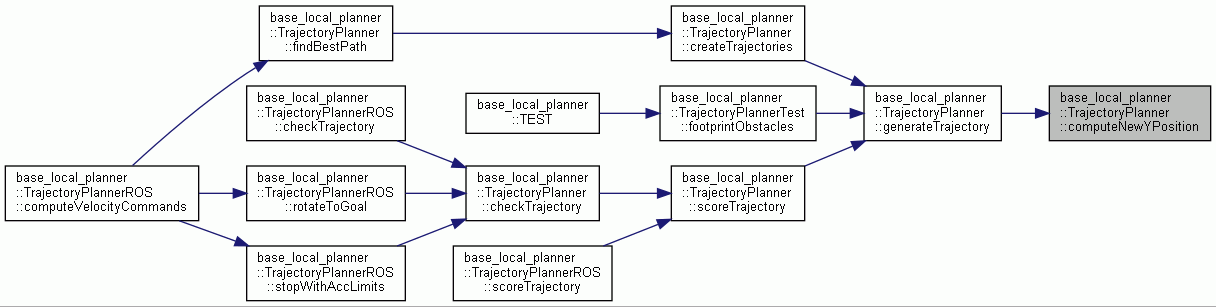 base_local_planner
::TrajectoryPlanner
::findBestPath
base_local_planner
::TrajectoryPlanner
::createTrajectories
base_local_planner
::TrajectoryPlannerROS
::checkTrajectory
base_local_planner
::TEST
base_local_planner
::TrajectoryPlannerTest
::footprintObstacles
base_local_planner
::TrajectoryPlanner
::generateTrajectory
base_local_planner
::TrajectoryPlanner
::computeNewYPosition
base_local_planner
::TrajectoryPlannerROS
::computeVelocityCommands
base_local_planner
::TrajectoryPlannerROS
::rotateToGoal
base_local_planner
::TrajectoryPlanner
::checkTrajectory
base_local_planner
::TrajectoryPlanner
::scoreTrajectory
base_local_planner
::TrajectoryPlannerROS
::stopWithAccLimits
base_local_planner
::TrajectoryPlannerROS
::scoreTrajectory